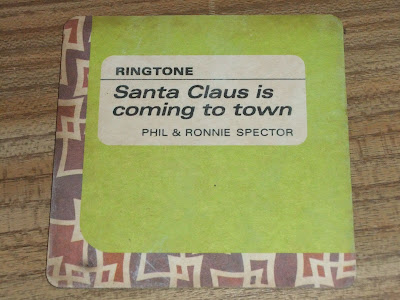 RINGTONE
Santa Claus is
coming to town
PHIL & RONNIE SPECTOR